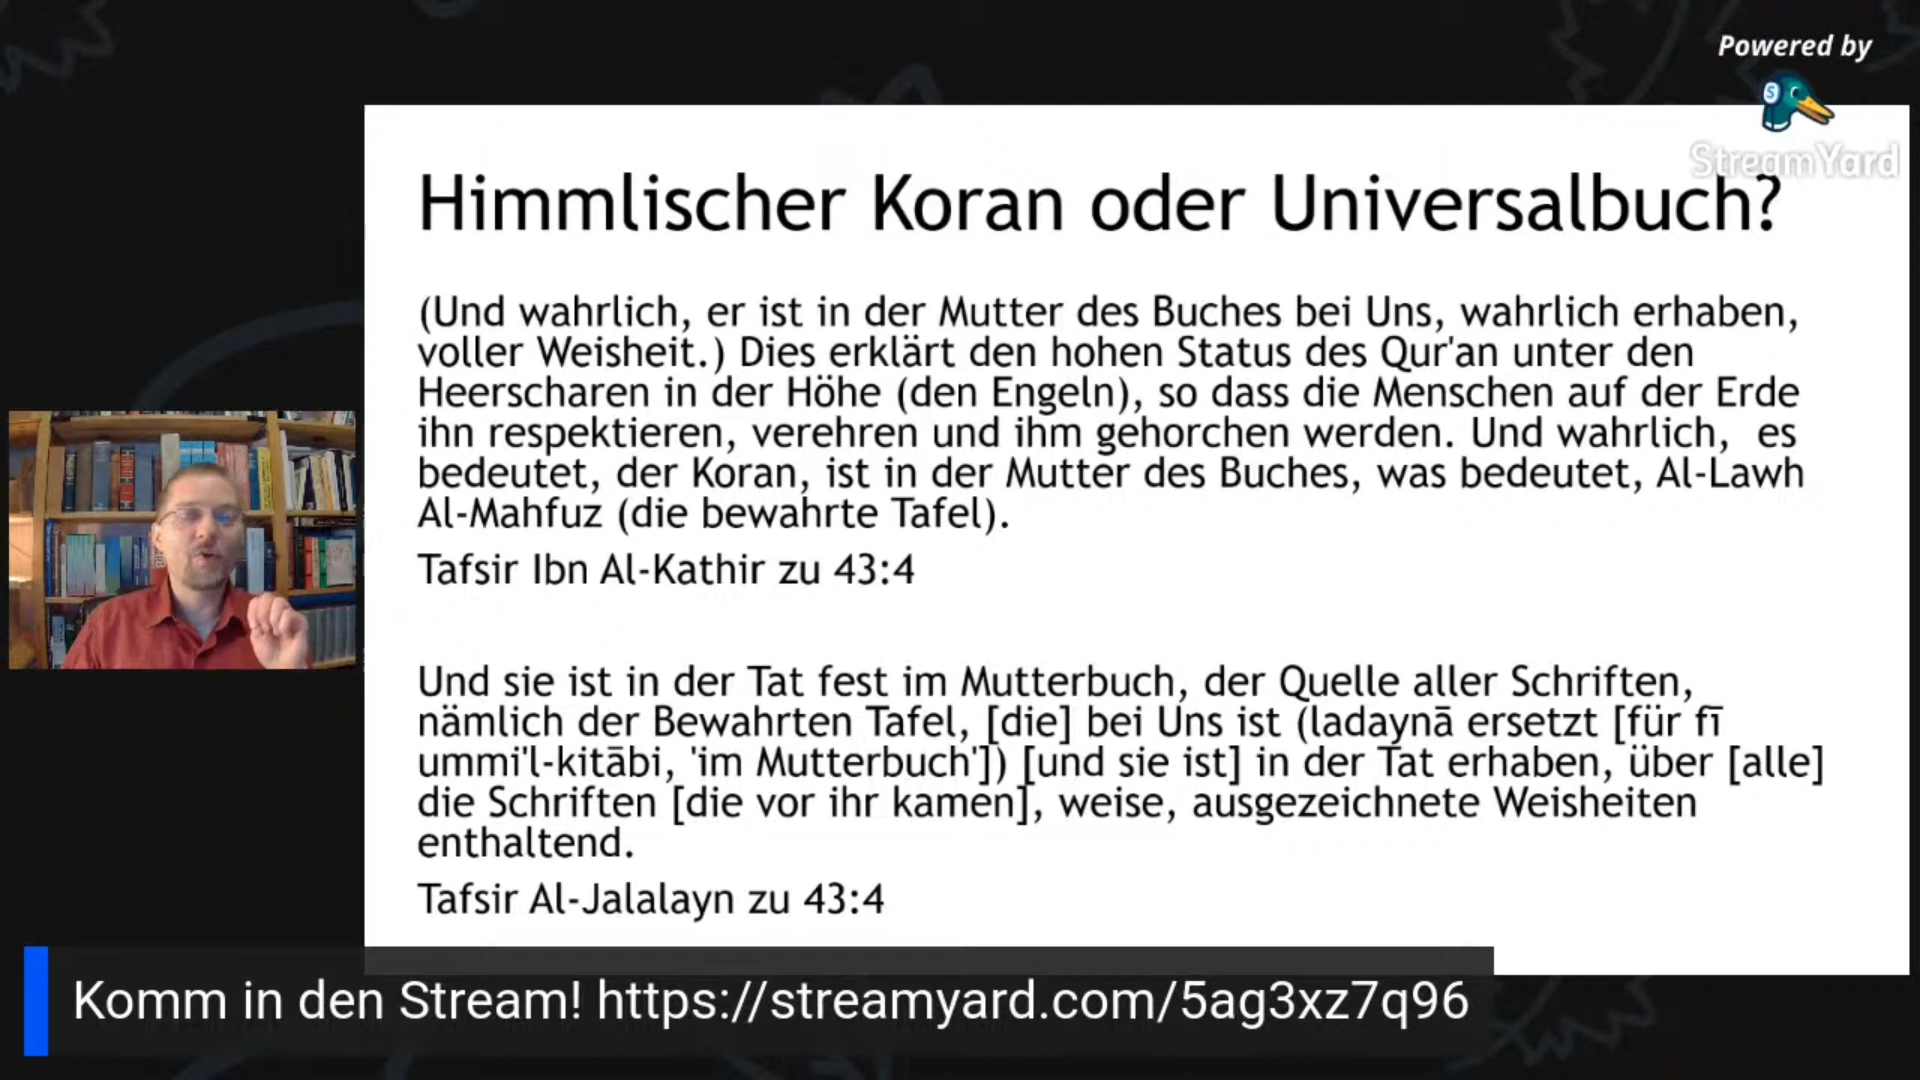 Powered by
StreamYard
Himmlischer Koran oder Universalbuch?
(Und wahrlich, er ist in der Mutter des Buches bei Uns, wahrlich erhaben,
voller Weisheit.) Dies erklärt den hohen Status des Qur'an unter den
Heerscharen in der Höhe (den Engeln), so dass die Menschen auf der Erde
ihn respektieren, verehren und ihm gehorchen werden. Und wahrlich, es
bedeutet, der Koran, ist in der Mutter des Buches, was bedeutet, Al-Lawh
Al-Mahfuz (die bewahrte Tafel).
Tafsir Ibn Al-Kathir zu 43:4
Und sie ist in der Tat fest im Mutterbuch, der Quelle aller Schriften,
nämlich der Bewahrten Tafel, [die] bei Uns ist (ladaynā ersetzt [für fī
ummi'l-kitābi, 'im Mutterbuch']) [und sie ist] in der Tat erhaben, über [alle]
die Schriften [die vor ihr kamen], weise, ausgezeichnete Weisheiten
enthaltend.
Tafsir Al-Jalalayn zu 43:4
Komm in den Stream! https://streamyard.com/5ag3xz7q96